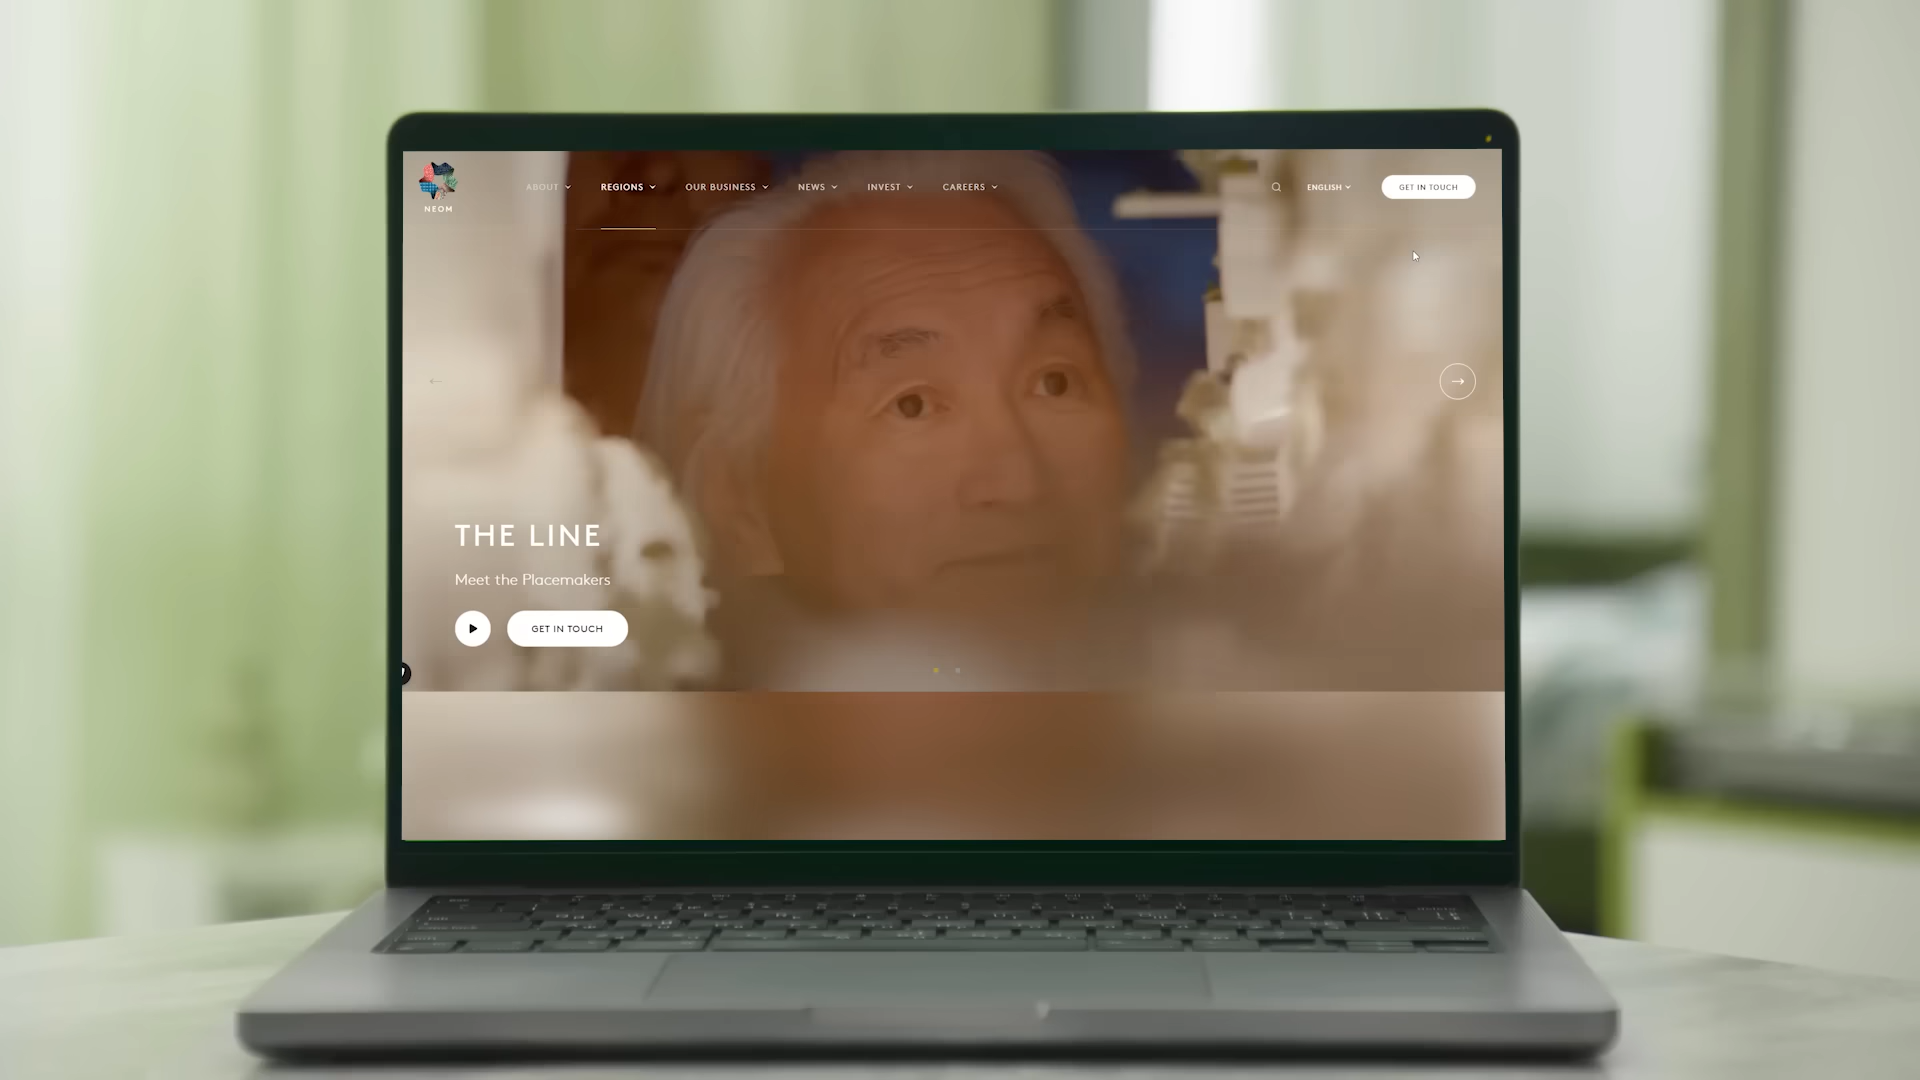 NEOM
ABOUT REGIONS OUR BUSINESS NEWS INVEST CAREERS ENGLISH GET IN TOUCH
THE LINE
Meet the Placemakers
GET IN TOUCH